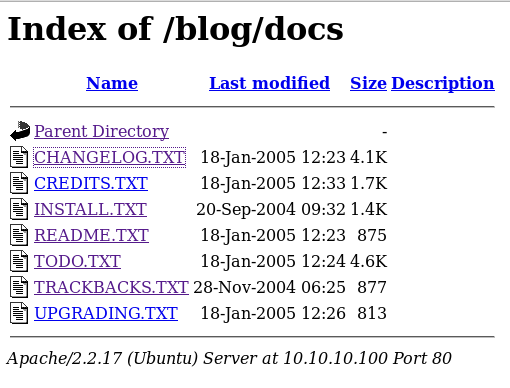 Index of /blog/docs
Name Last modified Size Description
Parent Directory -
CHANGELOG.TXT 18-Jan-2005 12:23 4.1K
CREDITS.TXT 18-Jan-2005 12:33 1.7K
INSTALL.TXT 20-Sep-2004 09:32 1.4K
README.TXT 18-Jan-2005 12:23 875
TODO.TXT 18-Jan-2005 12:24 4.6K
TRACKBACKS.TXT 28-Nov-2004 06:25 877
UPGRADING.TXT 18-Jan-2005 12:26 813
Apache/2.2.17 (Ubuntu) Server at 10.10.10.100 Port 80